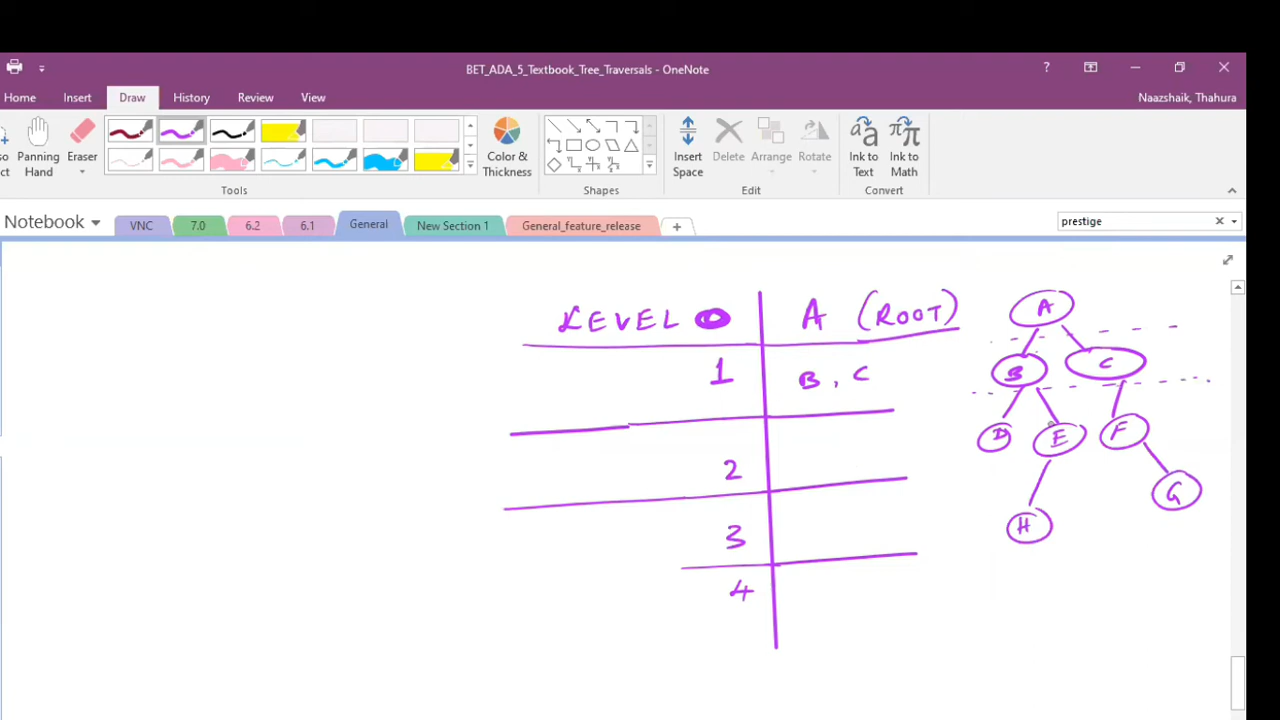 BET_ADA_5_Textbook_Tree_Traversals - OneNote
?
Home Insert Draw History Review View
Naazshaik, Thahura
Panning Hand
Eraser
Color & Thickness
Insert Space
Delete
Arrange
Rotate
Ink to Text
Ink to Math
Tools
Shapes
Edit
Convert
Notebook
VNC 7.0 6.2 6.1 General New Section 1 General_feature_release +
prestige
LEVEL 0 A (ROOT)
1 B, C
2
3
4
A
B C
D E F
G
H